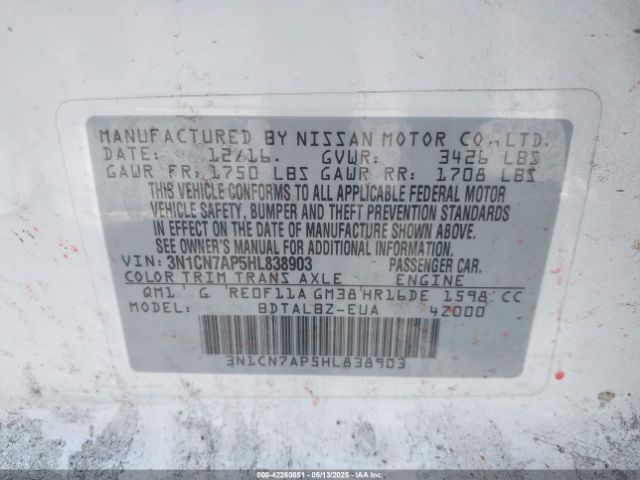 MANUFACTURED BY NISSAN MOTOR CO., LTD.
DATE: 12/16. GVWR: 3426 LBS
GAWR FR: 1750 LBS GAWR RR: 1708 LBS
THIS VEHICLE CONFORMS TO ALL APPLICABLE FEDERAL MOTOR
VEHICLE SAFETY, BUMPER AND THEFT PREVENTION STANDARDS
IN EFFECT ON THE DATE OF MANUFACTURE SHOWN ABOVE.
SEE OWNER'S MANUAL FOR ADDITIONAL INFORMATION.
VIN: 3N1CN7AP5HL838903 PASSENGER CAR.
COLOR TRIM TRANS AXLE ENGINE
QM1 G RE0F11A GM38 HR16DE 1598 CC
MODEL: BDTALBZ-EUA 4Z000
3N1CN7AP5HL838903
000-42260851 - 05/13/2025 - IAAI